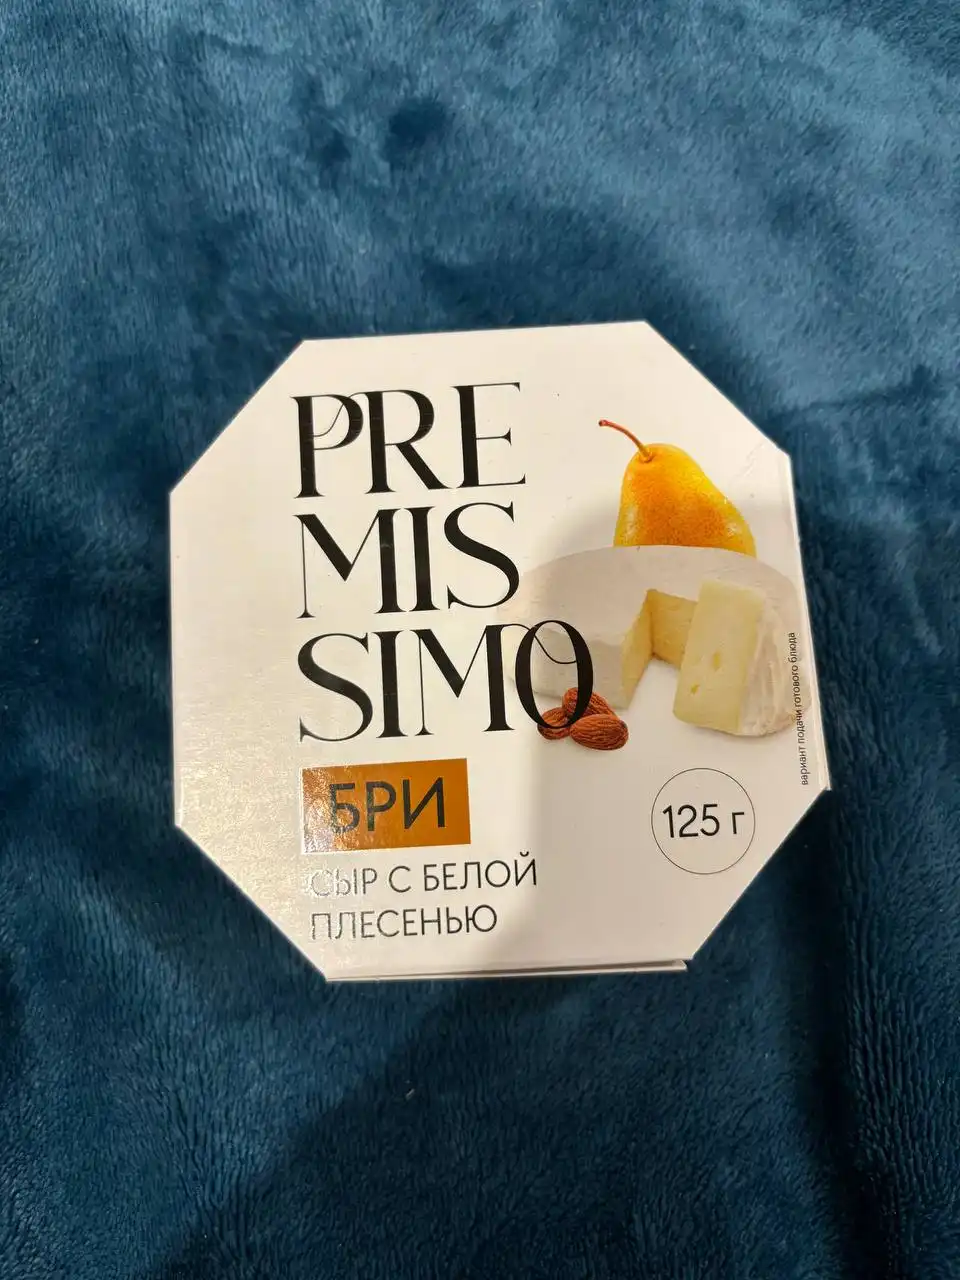 PRE
MIS
SIMO
БРИ
СЫР С БЕЛОЙ
ПЛЕСЕНЬЮ
125 г
вариант подачи готового блюда